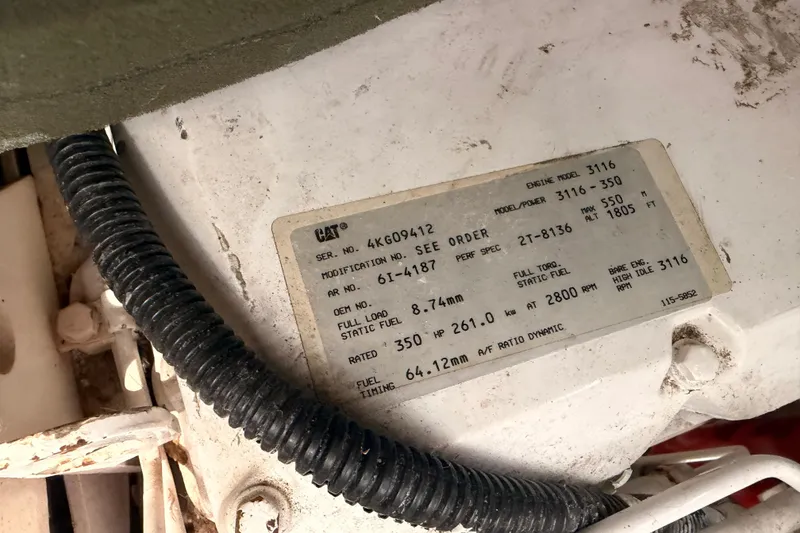 CAT®
ENGINE MODEL 3116
SER. NO. 4KG09412 MODEL/POWER 3116-350
MODIFICATION NO. SEE ORDER MAX 550 M
AR NO. 6I-4187 PERF SPEC 2T-8136 ALT 1805 FT
OEM NO.
FULL LOAD STATIC FUEL 8.74mm FULL TORQ. STATIC FUEL BARE ENG. HIGH IDLE RPM 3116
RATED 350 HP 261.0 kw AT 2800 RPM
115-5052
FUEL TIMING 64.12mm A/F RATIO DYNAMIC